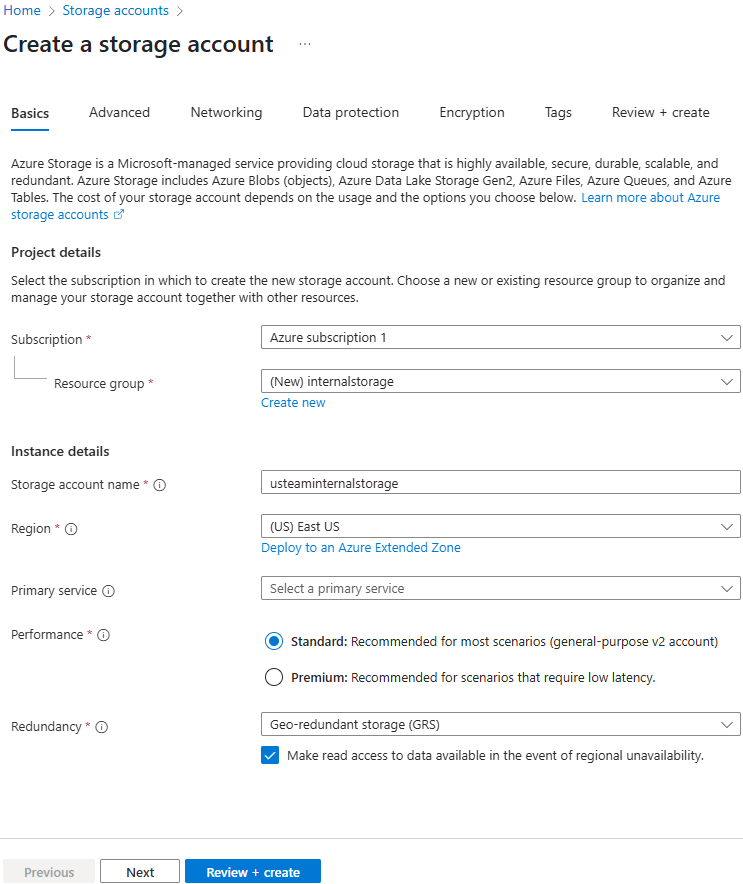 Home > Storage accounts >
Create a storage account ...
Basics Advanced Networking Data protection Encryption Tags Review + create
Azure Storage is a Microsoft-managed service providing cloud storage that is highly available, secure, durable, scalable, and
redundant. Azure Storage includes Azure Blobs (objects), Azure Data Lake Storage Gen2, Azure Files, Azure Queues, and Azure
Tables. The cost of your storage account depends on the usage and the options you choose below. Learn more about Azure
storage accounts
Project details
Select the subscription in which to create the new storage account. Choose a new or existing resource group to organize and
manage your storage account together with other resources.
Subscription * Azure subscription 1
Resource group * (New) internalstorage
Create new
Instance details
Storage account name * usteaminternalstorage
Region * (US) East US
Deploy to an Azure Extended Zone
Primary service Select a primary service
Performance * Standard: Recommended for most scenarios (general-purpose v2 account)
Premium: Recommended for scenarios that require low latency.
Redundancy * Geo-redundant storage (GRS)
Make read access to data available in the event of regional unavailability.
Previous Next Review + create